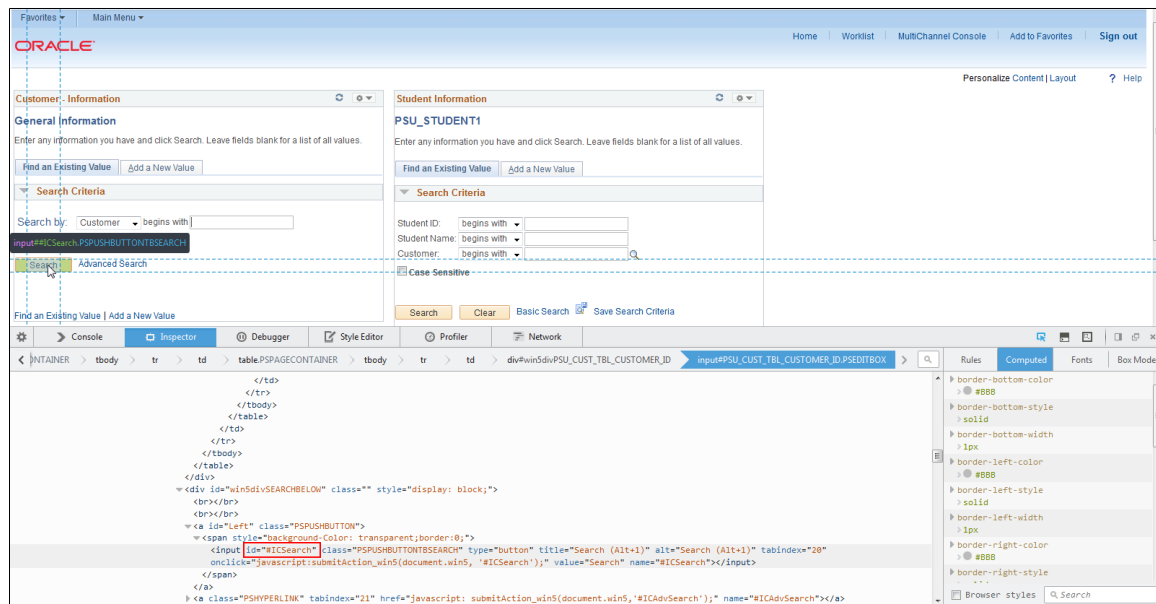 Favorites Main Menu
ORACLE
Home Worklist MultiChannel Console Add to Favorites Sign out
Personalize Content | Layout ? Help
Customer - Information
General Information
Enter any information you have and click Search. Leave fields blank for a list of all values.
Find an Existing Value Add a New Value
Search Criteria
Search by: Customer begins with
input##ICSearch.PSPUSHBUTTONTBSEARCH
Search Advanced Search
Find an Existing Value | Add a New Value
Student Information
PSU_STUDENT1
Enter any information you have and click Search. Leave fields blank for a list of all values.
Find an Existing Value Add a New Value
Search Criteria
Student ID: begins with
Student Name: begins with
Customer: begins with
Case Sensitive
Search Clear Basic Search Save Search Criteria
Console Inspector Debugger Style Editor Profiler Network
NTAINER tbody tr td table.PSPAGECONTAINER tbody tr td div#win5divPSU_CUST_TBL_CUSTOMER_ID input#PSU_CUST_TBL_CUSTOMER_ID.PSEDITBOX
Rules Computed Fonts Box Mode
</td>
</tr>
</tbody>
</table>
</td>
</tr>
</tbody>
</table>
</div>
<div id="win5divSEARCHBELOW" class="" style="display: block;">
<br></br>
<br></br>
<a id="Left" class="PSPUSHBUTTON">
<span style="background-Color: transparent;border:0;">
<input id="#ICSearch" class="PSPUSHBUTTONTBSEARCH" type="button" title="Search (Alt+1)" alt="Search (Alt+1)" tabindex="20"
onclick="javascript:submitAction_win5(document.win5, '#ICSearch');" value="Search" name="#ICSearch"></input>
</span>
</a>
<a class="PSHYPERLINK" tabindex="21" href="javascript: submitAction_win5(document.win5,'#ICAdvSearch');" name="#ICAdvSearch"></a>
border-bottom-color
#BBB
border-bottom-style
solid
border-bottom-width
1px
border-left-color
#BBB
border-left-style
solid
border-left-width
1px
border-right-color
#BBB
border-right-style
Browser styles Search